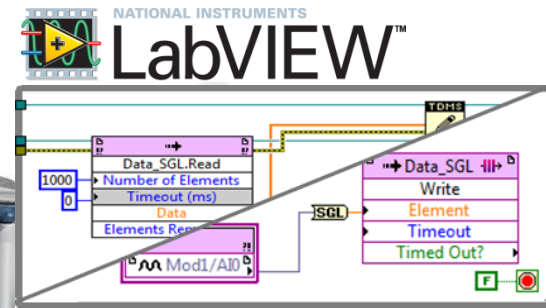 NATIONAL INSTRUMENTS
LabVIEW™
TDMS
Data_SGL.Read
1000
Number of Elements
0
Timeout (ms)
Data
Elements Rem
Mod1/AI0
SGL
Data_SGL
Write
Element
Timeout
Timed Out?
F